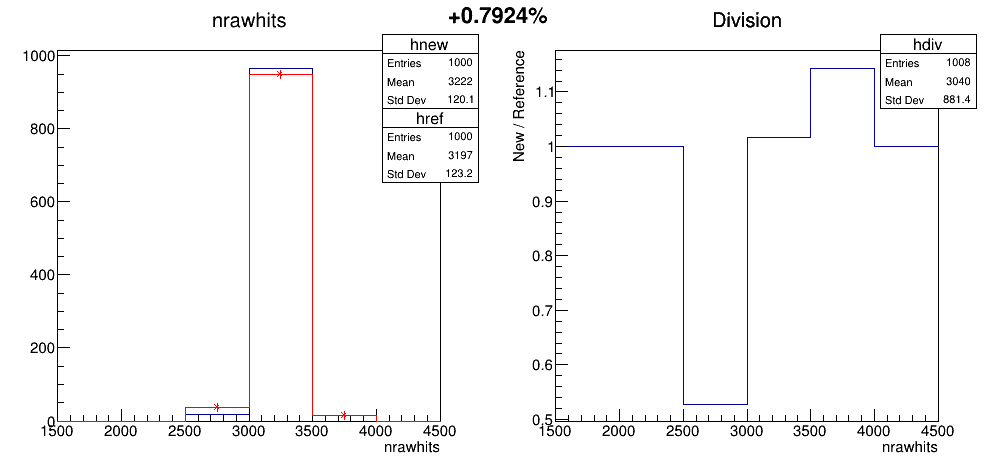 +0.7924%
nrawhits
hnew
Entries 1000
Mean 3222
Std Dev 120.1
href
Entries 1000
Mean 3197
Std Dev 123.2
1000
800
600
400
200
0
1500 2000 2500 3000 3500 4000 4500
nrawhits
Division
hdiv
Entries 1008
Mean 3040
Std Dev 881.4
New / Reference
1.1
1
0.9
0.8
0.7
0.6
0.5
1500 2000 2500 3000 3500 4000 4500
nrawhits